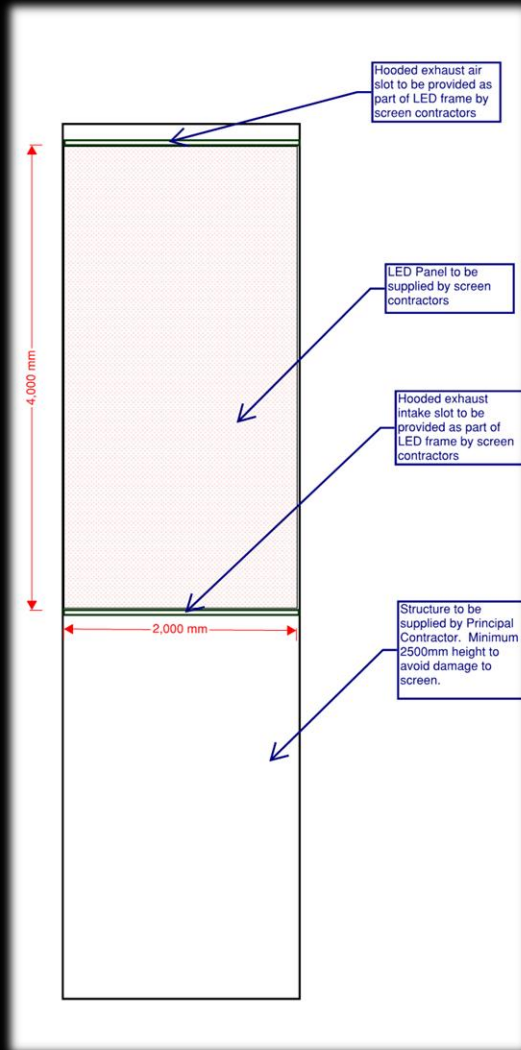 Hooded exhaust air
slot to be provided as
part of LED frame by
screen contractors
LED Panel to be
supplied by screen
contractors
4,000 mm
Hooded exhaust
intake slot to be
provided as part of
LED frame by screen
contractors
Structure to be
supplied by Principal
Contractor. Minimum
2500mm height to
avoid damage to
screen.
2,000 mm